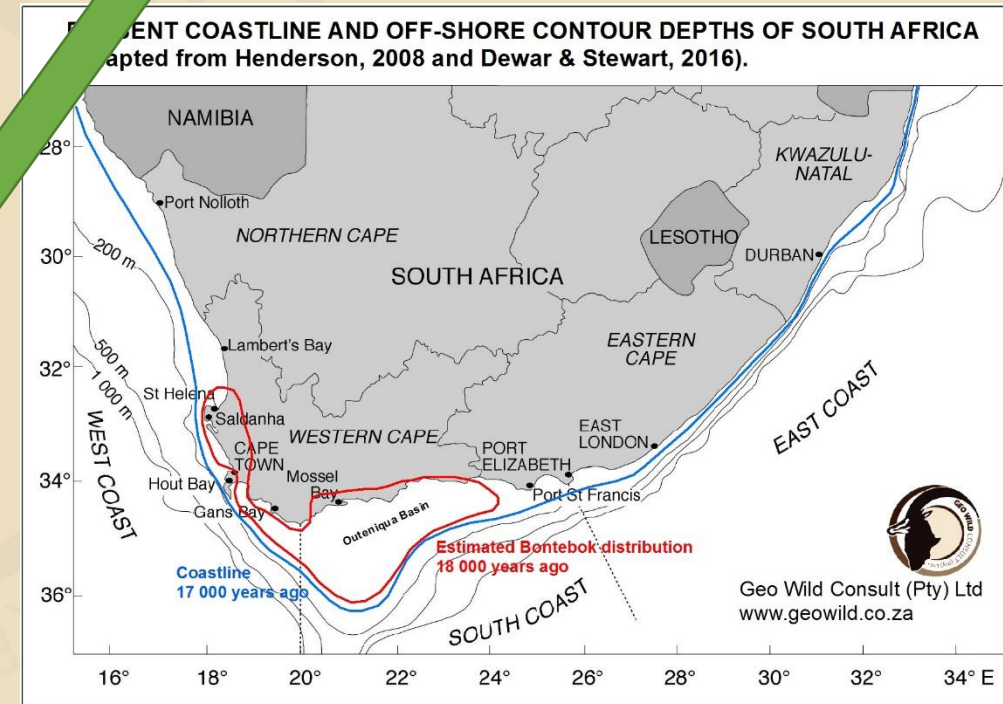 ENT COASTLINE AND OFF-SHORE CONTOUR DEPTHS OF SOUTH AFRICA
apted from Henderson, 2008 and Dewar & Stewart, 2016).
NAMIBIA
28°
KWAZULU-
NATAL
Port Nolloth
NORTHERN CAPE
LESOTHO
DURBAN
200 m
30°
SOUTH AFRICA
EASTERN
CAPE
Lambert's Bay
32°
500 m
1 000 m
St Helena
Saldanha
WESTERN CAPE
EAST
LONDON
EAST COAST
WEST COAST
CAPE
TOWN
PORT
ELIZABETH
Mossel
Bay
34°
Hout Bay
Gans Bay
Port St Francis
Outeniqua Basin
Estimated Bontebok distribution
18 000 years ago
Coastline
17 000 years ago
36°
SOUTH COAST
GEO WILD
CONSULT (PTY) LTD
Geo Wild Consult (Pty) Ltd
www.geowild.co.za
16° 18° 20° 22° 24° 26° 28° 30° 32° 34° E